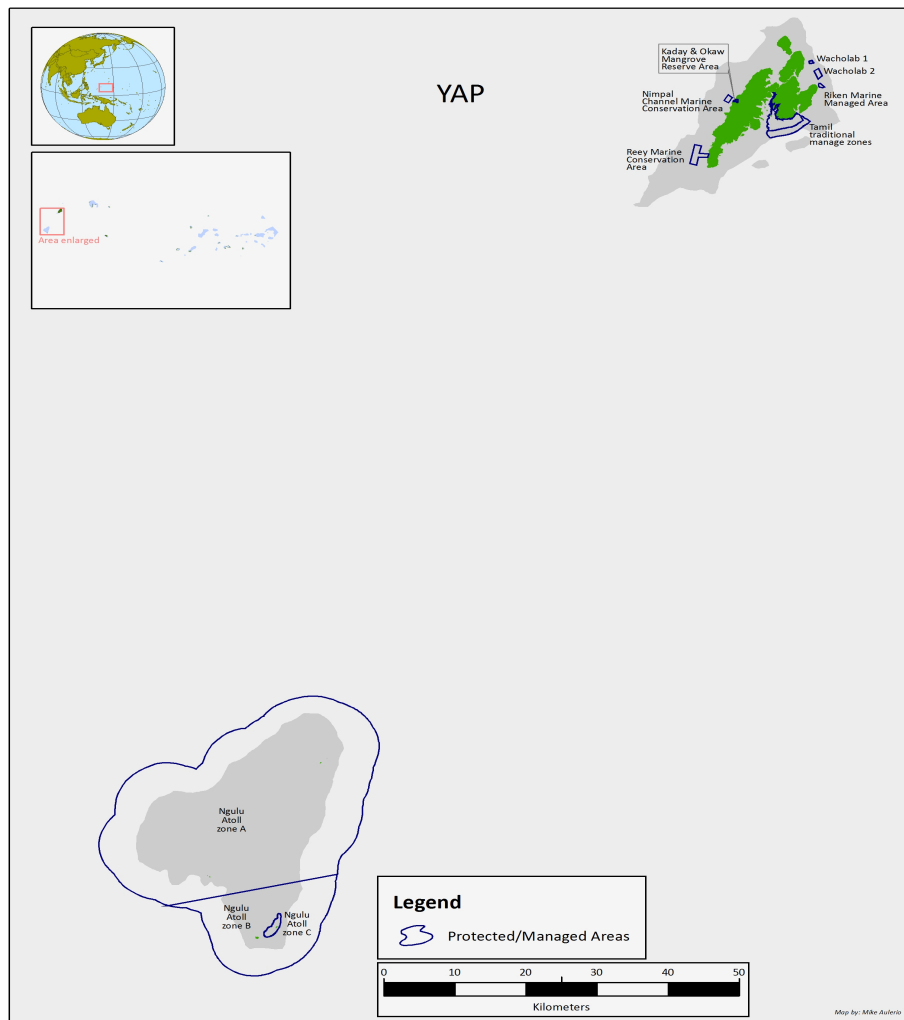 YAP
Kaday & Okaw
Mangrove
Reserve Area
Wacholab 1
Wacholab 2
Nimpal
Channel Marine
Conservation Area
Riken Marine
Managed Area
Tamil
traditional
manage zones
Reey Marine
Conservation
Area
Area enlarged
Ngulu
Atoll
zone A
Ngulu
Atoll
zone B
Ngulu
Atoll
zone C
Legend
Protected/Managed Areas
0 10 20 30 40 50
Kilometers
Map by: Mike Aulerio